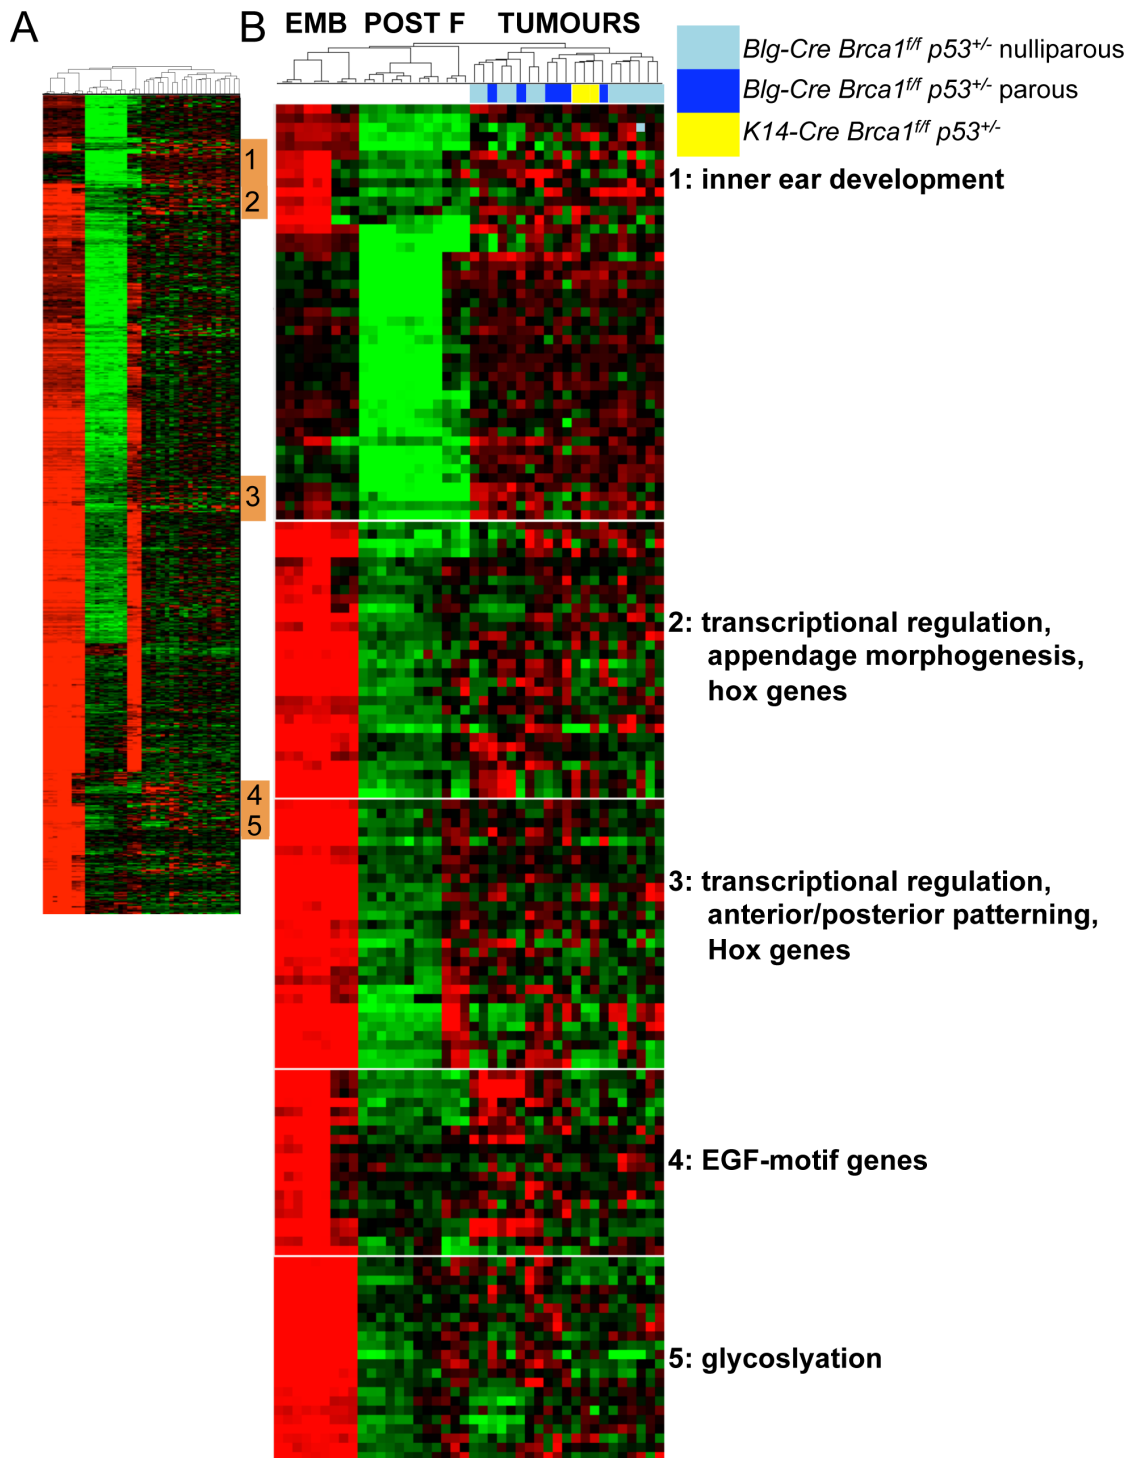 A
B
EMB POST F TUMOURS
Blg-Cre Brca1f/f p53+/- nulliparous
Blg-Cre Brca1f/f p53+/- parous
K14-Cre Brca1f/f p53+/-
1
2
3
4
5
1: inner ear development
2: transcriptional regulation,
appendage morphogenesis,
hox genes
3: transcriptional regulation,
anterior/posterior patterning,
Hox genes
4: EGF-motif genes
5: glycoslyation